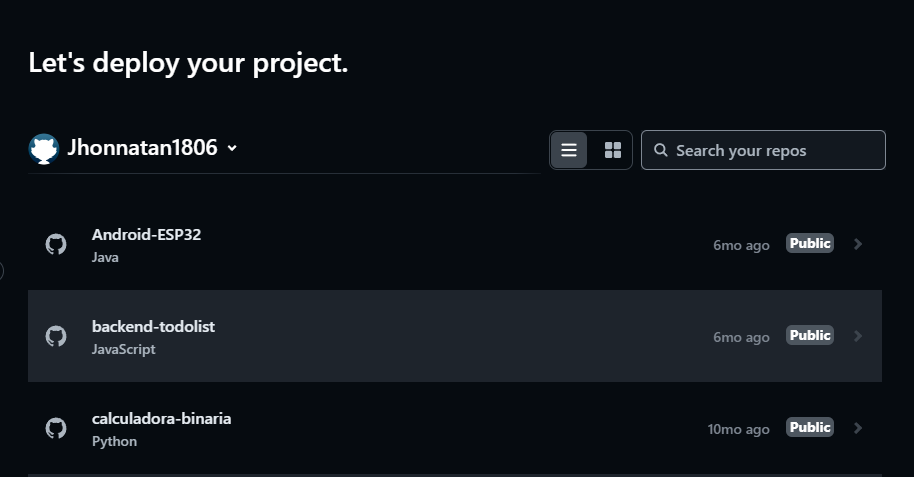 Let's deploy your project.
Jhonnatan1806
Search your repos
Android-ESP32
Java
6mo ago
Public
backend-todolist
JavaScript
6mo ago
Public
calculadora-binaria
Python
10mo ago
Public